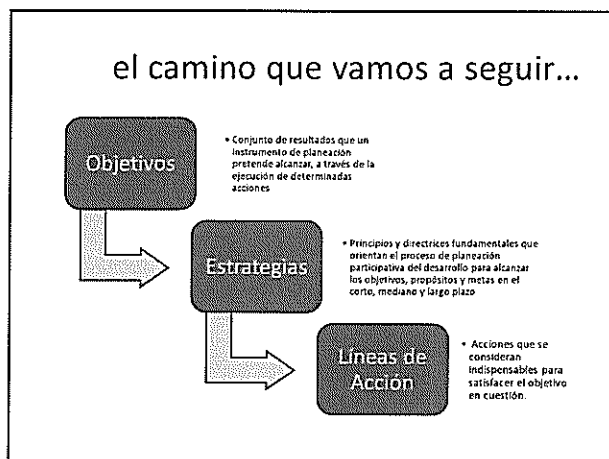 el camino que vamos a seguir...
Objetivos
• Conjunto de resultados que un
instrumento de planeación
pretende alcanzar, a través de la
ejecución de determinadas
acciones
Estrategias
• Principios y directrices fundamentales que
orientan el proceso de planeación
participativa del desarrollo para alcanzar
los objetivos, propósitos y metas en el
corto, mediano y largo plazo
Líneas de
Acción
• Acciones que se
consideran
indispensables para
satisfacer el objetivo
en cuestión.